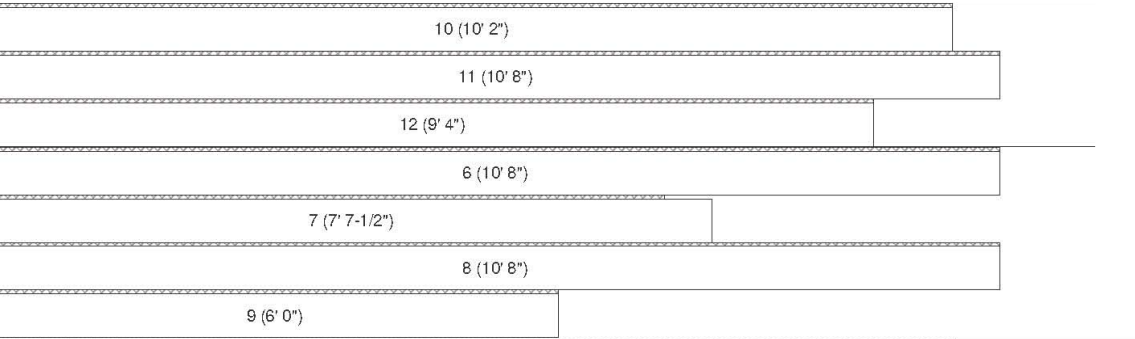 10 (10' 2")
11 (10' 8")
12 (9' 4")
6 (10' 8")
7 (7' 7-1/2")
8 (10' 8")
9 (6' 0")